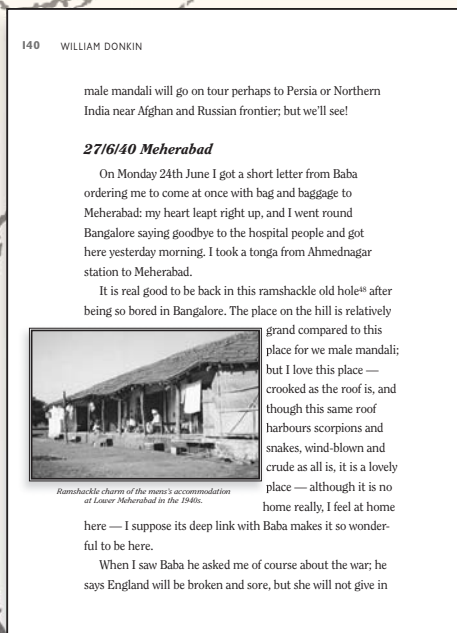 140 WILLIAM DONKIN
male mandali will go on tour perhaps to Persia or Northern
India near Afghan and Russian frontier; but we'll see!
27/6/40 Meherabad
On Monday 24th June I got a short letter from Baba
ordering me to come at once with bag and baggage to
Meherabad: my heart leapt right up, and I went round
Bangalore saying goodbye to the hospital people and got
here yesterday morning. I took a tonga from Ahmednagar
station to Meherabad.
It is real good to be back in this ramshackle old hole⁴⁸ after
being so bored in Bangalore. The place on the hill is relatively
grand compared to this
place for we male mandali;
but I love this place —
crooked as the roof is, and
though this same roof
harbours scorpions and
snakes, wind-blown and
crude as all is, it is a lovely
place — although it is no
home really, I feel at home
here — I suppose its deep link with Baba makes it so wonder-
ful to be here.
When I saw Baba he asked me of course about the war; he
says England will be broken and sore, but she will not give in
Ramshackle charm of the mens's accommodation
at Lower Meherabad in the 1940s.